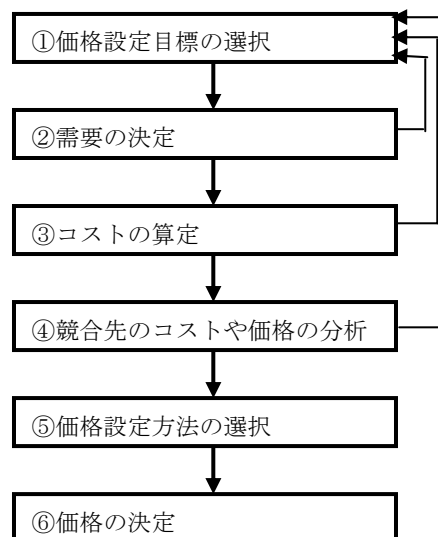 ①価格設定目標の選択
②需要の決定
③コストの算定
④競合先のコストや価格の分析
⑤価格設定方法の選択
⑥価格の決定